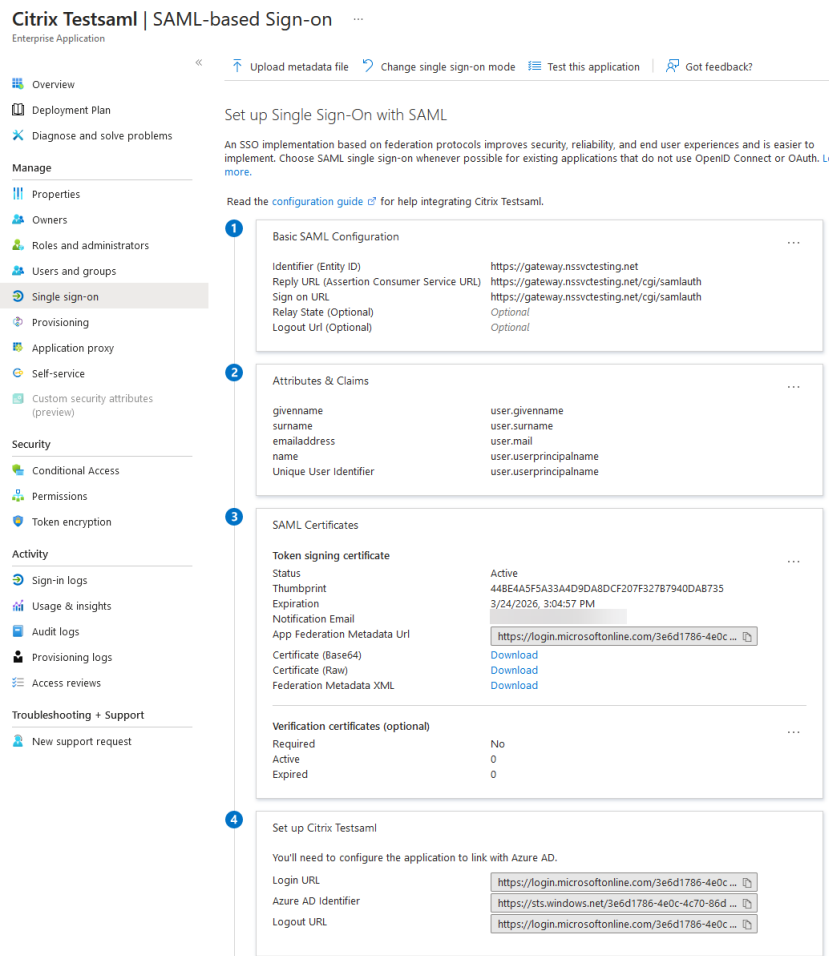 Citrix Testsaml | SAML-based Sign-on ...
Enterprise Application
«
Overview
Deployment Plan
Diagnose and solve problems
Manage
Properties
Owners
Roles and administrators
Users and groups
Single sign-on
Provisioning
Application proxy
Self-service
Custom security attributes
(preview)
Security
Conditional Access
Permissions
Token encryption
Activity
Sign-in logs
Usage & insights
Audit logs
Provisioning logs
Access reviews
Troubleshooting + Support
New support request
Upload metadata file Change single sign-on mode Test this application Got feedback?
Set up Single Sign-On with SAML
An SSO implementation based on federation protocols improves security, reliability, and end user experiences and is easier to
implement. Choose SAML single sign-on whenever possible for existing applications that do not use OpenID Connect or OAuth.
more.
Read the configuration guide for help integrating Citrix Testsaml.
1
Basic SAML Configuration ...
Identifier (Entity ID) https://gateway.nssvctesting.net
Reply URL (Assertion Consumer Service URL) https://gateway.nssvctesting.net/cgi/samlauth
Sign on URL https://gateway.nssvctesting.net/cgi/samlauth
Relay State (Optional) Optional
Logout Url (Optional) Optional
2
Attributes & Claims ...
givenname user.givenname
surname user.surname
emailaddress user.mail
name user.userprincipalname
Unique User Identifier user.userprincipalname
3
SAML Certificates
Token signing certificate ...
Status Active
Thumbprint 44BE4A5F5A33A4D9DA8DCF207F327B7940DAB735
Expiration 3/24/2026, 3:04:57 PM
Notification Email
App Federation Metadata Url https://login.microsoftonline.com/3e6d1786-4e0c ...
Certificate (Base64) Download
Certificate (Raw) Download
Federation Metadata XML Download
Verification certificates (optional) ...
Required No
Active 0
Expired 0
4
Set up Citrix Testsaml
You'll need to configure the application to link with Azure AD.
Login URL https://login.microsoftonline.com/3e6d1786-4e0c ...
Azure AD Identifier https://sts.windows.net/3e6d1786-4e0c-4c70-86d ...
Logout URL https://login.microsoftonline.com/3e6d1786-4e0c ...